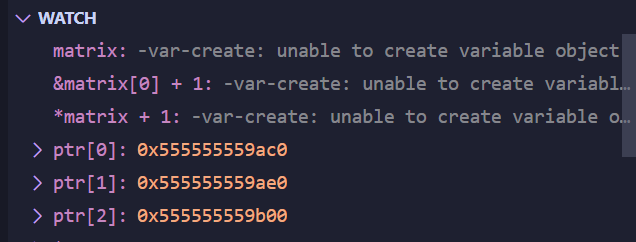 WATCH
matrix: -var-create: unable to create variable object
&matrix[0] + 1: -var-create: unable to create variabl…
*matrix + 1: -var-create: unable to create variable o…
ptr[0]: 0x555555559ac0
ptr[1]: 0x555555559ae0
ptr[2]: 0x555555559b00